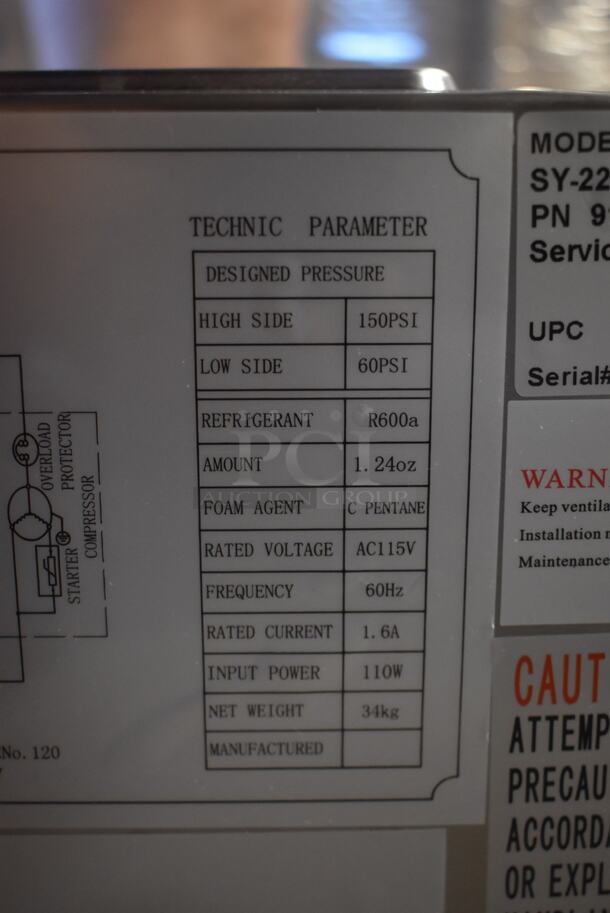 TECHNIC PARAMETER
DESIGNED PRESSURE
HIGH SIDE 150PSI
LOW SIDE 60PSI
REFRIGERANT R600a
AMOUNT 1.24oz
FOAM AGENT C PENTANE
RATED VOLTAGE AC115V
FREQUENCY 60Hz
RATED CURRENT 1.6A
INPUT POWER 110W
NET WEIGHT 34kg
MANUFACTURED
PCI
AUCTION GROUP
OVERLOAD
PROTECTOR
COMPRESSOR
STARTER
No. 120
MODE
SY-22
PN 9
Servic
UPC
Serial#
WARN
Keep ventila
Installation
Maintenance
CAUT
ATTEMP
PRECAU
ACCORDA
OR EXPL